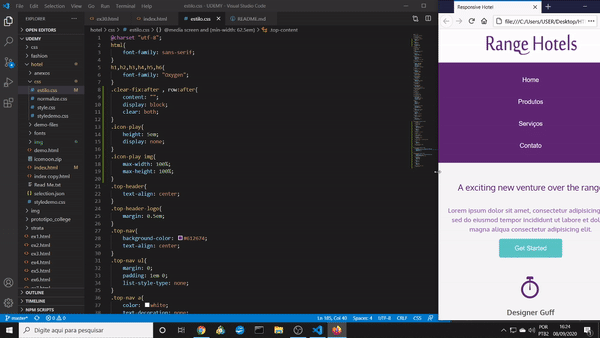 File Edit Selection View Go Run Terminal Help
estilo.css - UDEMY - Visual Studio Code
EXPLORER
OPEN EDITORS
UDEMY
css
fashion
hotel
anexos
css
estilo.css M
normalize.css
style.css
styledemo.css
demo-files
fonts
img
demo.html
icomoon.zip
index.html M
index copy.html
Read Me.txt
selection.json
styledemo.css
img
prototipo_college
strata
ex1.html
ex2.html
ex3.html
ex4.html
ex5.html
ex6.html
ex7.html
OUTLINE
TIMELINE
NPM SCRIPTS
ex30.html
index.html
estilo.css M
README.md
hotel > css > estilo.css > @media screen and (min-width: 62.5em) > .top-content
1 @charset "utf-8";
2 html{
3 font-family: sans-serif;
4 }
5 h1,h2,h3,h4,h5,h6{
6 font-family: "Oxygen";
7 }
8 .clear-fix:after , row:after{
9 content: "";
10 display: block;
11 clear: both;
12 }
13 .icon-play{
14 height: 5em;
15 display: none;
16 }
17 .icon-play img{
18 max-width: 100%;
19 max-height: 100%;
20 }
21 .top-header{
22 text-align: center;
23 }
24 .top-header-logo{
25 margin: 0.5em;
26 }
27 .top-nav{
28 background-color: #612674;
29 text-align: center;
30 }
31 .top-nav ul{
32 margin: 0;
33 padding: 1em 0;
34 list-style-type: none;
35 }
36 .top-nav a{
37 color: white;
38 text-decoration: none;
master*
0 0
Ln 185, Col 40 Spaces: 4 UTF-8 CRLF CSS
Responsive Hotel
file:///C:/Users/USER/Desktop/HT
Range Hotels
Home
Produtos
Serviços
Contato
A exciting new venture over the range
Lorem ipsum dolor sit amet, consectetur adipisicing
sed do eiusmod tempor incididunt ut labore et dolore
magna aliqua consectetur adipisicing elit.
Get Started
Designer Guff
Digite aqui para pesquisar
POR
PTB2
16:24
08/09/2020